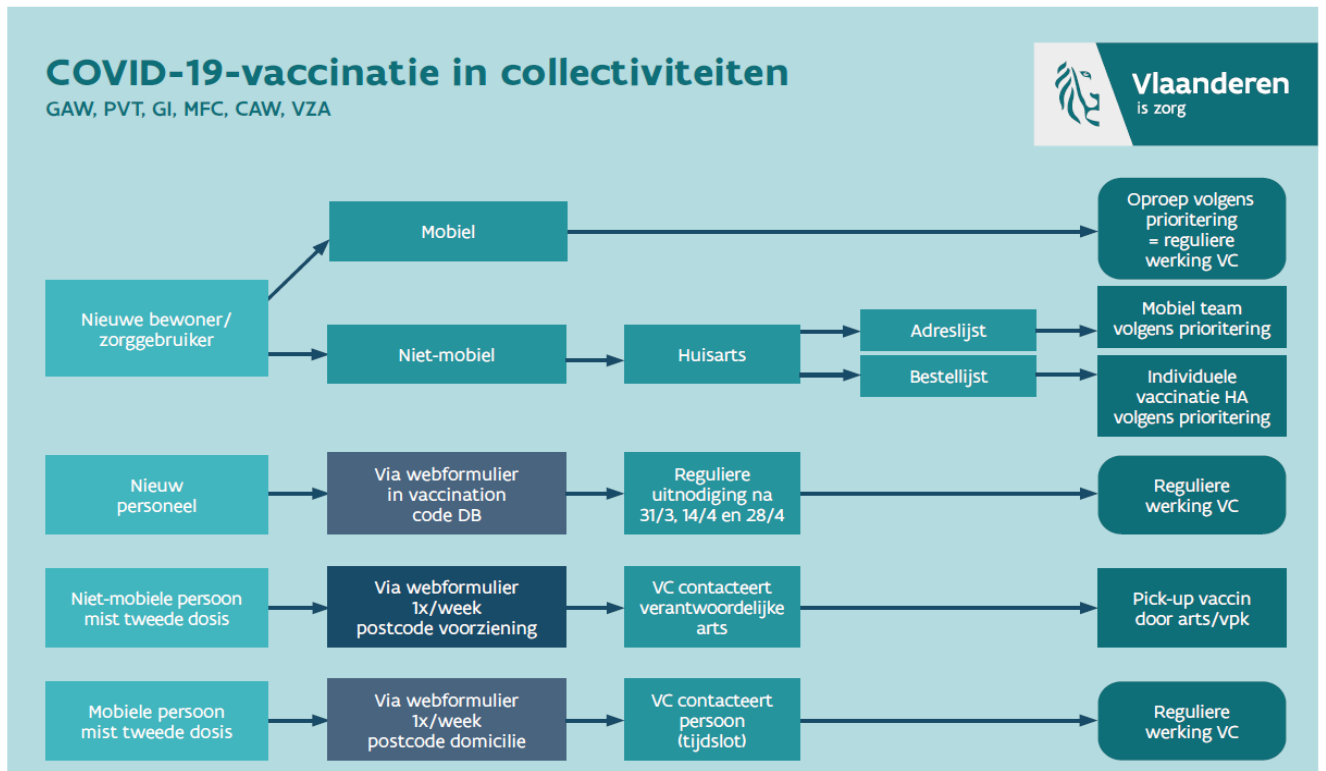 COVID-19-vaccinatie in collectiviteiten
GAW, PVT, GI, MFC, CAW, VZA
Vlaanderen
is zorg
Nieuwe bewoner/
zorggebruiker
Mobiel
Oproep volgens
prioritering
= reguliere
werking VC
Niet-mobiel
Huisarts
Adreslijst
Mobiel team
volgens prioritering
Bestellijst
Individuele
vaccinatie HA
volgens prioritering
Nieuw
personeel
Via webformulier
in vaccination
code DB
Reguliere
uitnodiging na
31/3, 14/4 en 28/4
Reguliere
werking VC
Niet-mobiele persoon
mist tweede dosis
Via webformulier
1x/week
postcode voorziening
VC contacteert
verantwoordelijke
arts
Pick-up vaccin
door arts/vpk
Mobiele persoon
mist tweede dosis
Via webformulier
1x/week
postcode domicilie
VC contacteert
persoon
(tijdslot)
Reguliere
werking VC